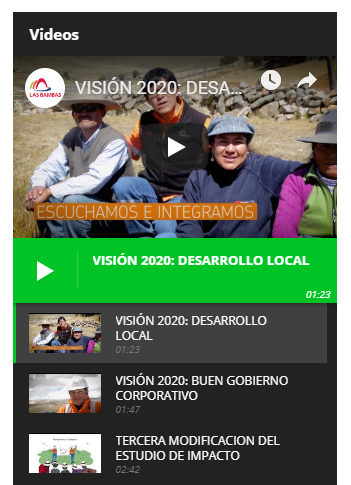 Videos
LAS BAMBAS
VISIÓN 2020: DESA...
ESCUCHAMOS E INTEGRAMOS
VISIÓN 2020: DESARROLLO LOCAL
01:23
VISIÓN 2020: DESARROLLO
LOCAL
01:23
VISIÓN 2020: BUEN GOBIERNO
CORPORATIVO
01:47
TERCERA MODIFICACION DEL
ESTUDIO DE IMPACTO
02:42